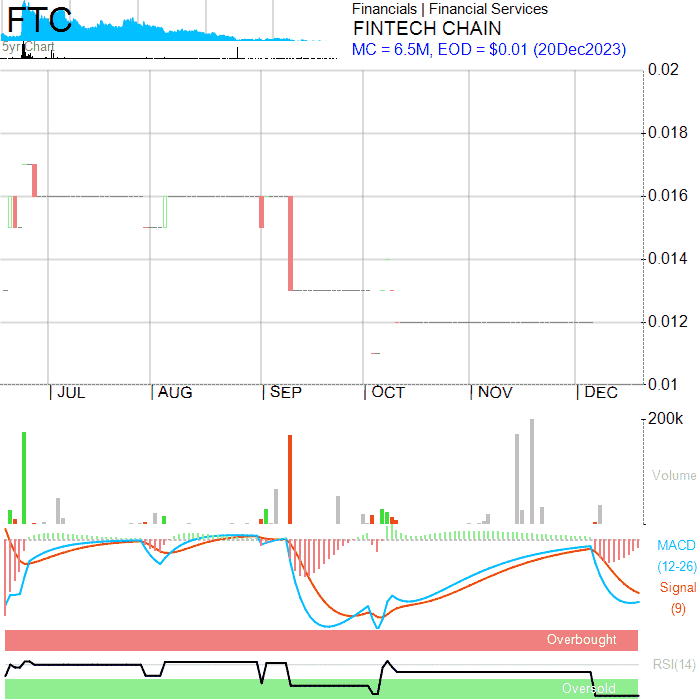 FTC
5yr Chart
Financials | Financial Services
FINTECH CHAIN
MC = 6.5M, EOD = $0.01 (20Dec2023)
0.02
0.018
0.016
0.014
0.012
0.01
JUL AUG SEP OCT NOV DEC
200k
Volume
MACD
(12-26)
Signal
(9)
Overbought
RSI(14)
Oversold